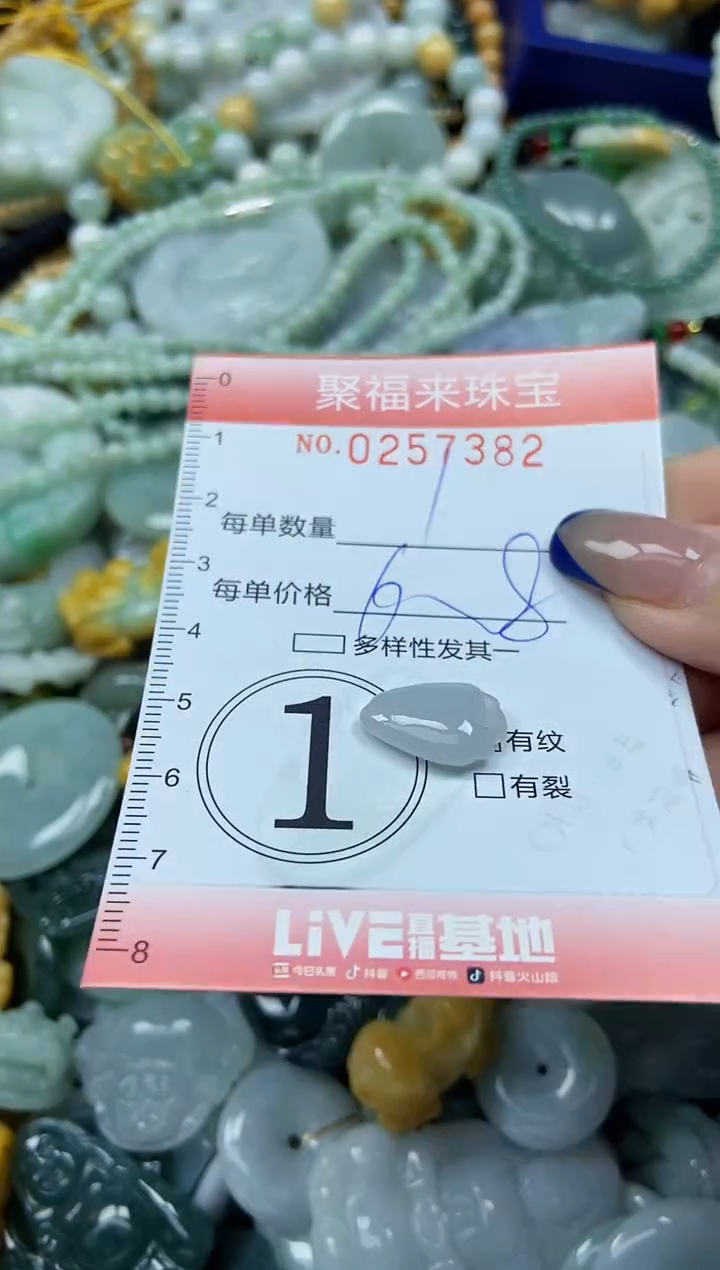 聚福来珠宝
NO.0257382
每单数量 1
每单价格 6~8
多样性发其一
1
有纹
有裂
0
1
2
3
4
5
6
7
8
LiVE直播基地
今日头条 抖音 西瓜视频 抖音火山版